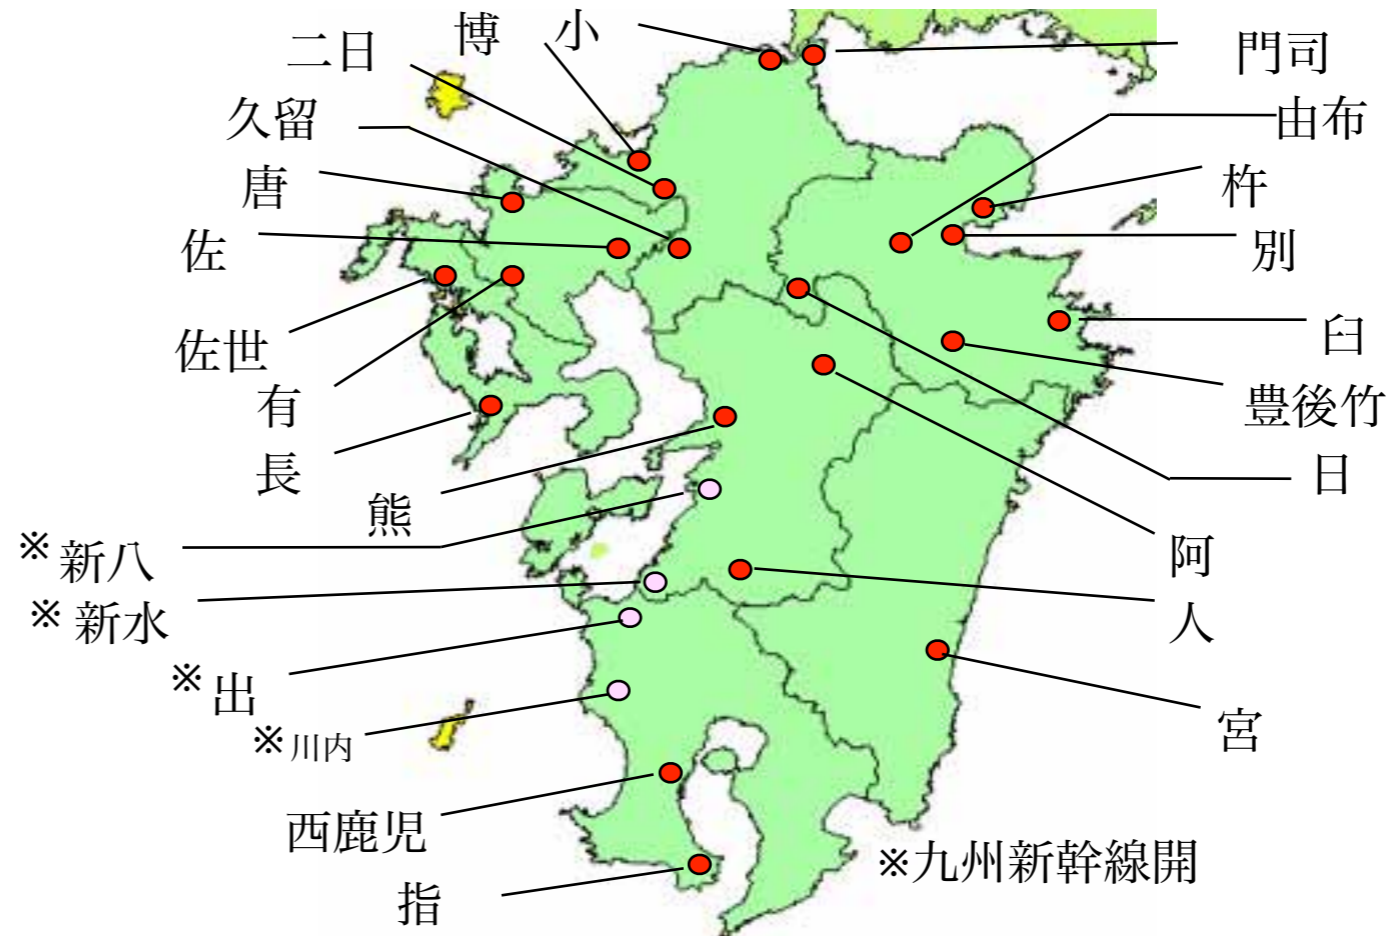 小
博
二日
門司
久留
由布
唐
杵
佐
別
佐世
臼
有
豊後竹
長
日
熊
※新八
阿
※新水
人
※出
宮
※川内
西鹿児
※九州新幹線開
指